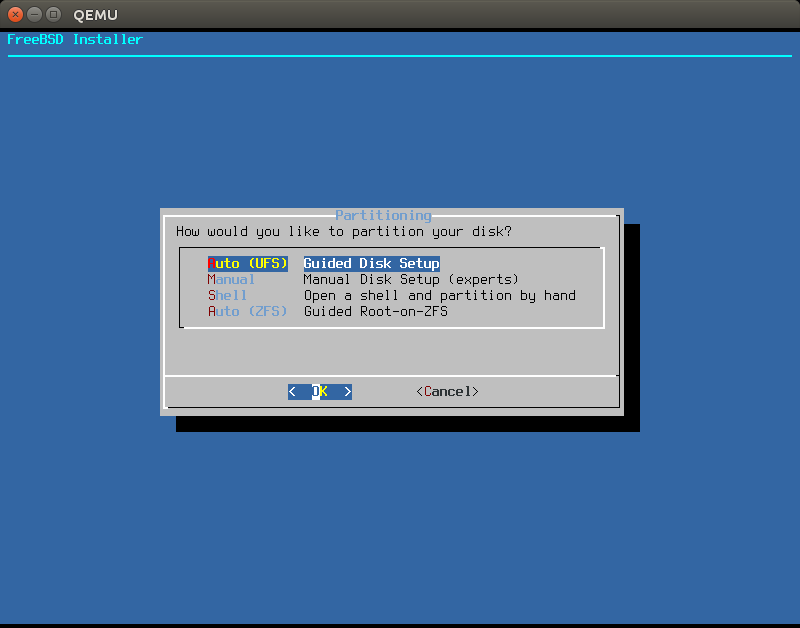 QEMU
FreeBSD Installer
Partitioning
How would you like to partition your disk?
Auto (UFS)  Guided Disk Setup
Manual      Manual Disk Setup (experts)
Shell       Open a shell and partition by hand
Auto (ZFS)  Guided Root-on-ZFS
<  OK  >        <Cancel>